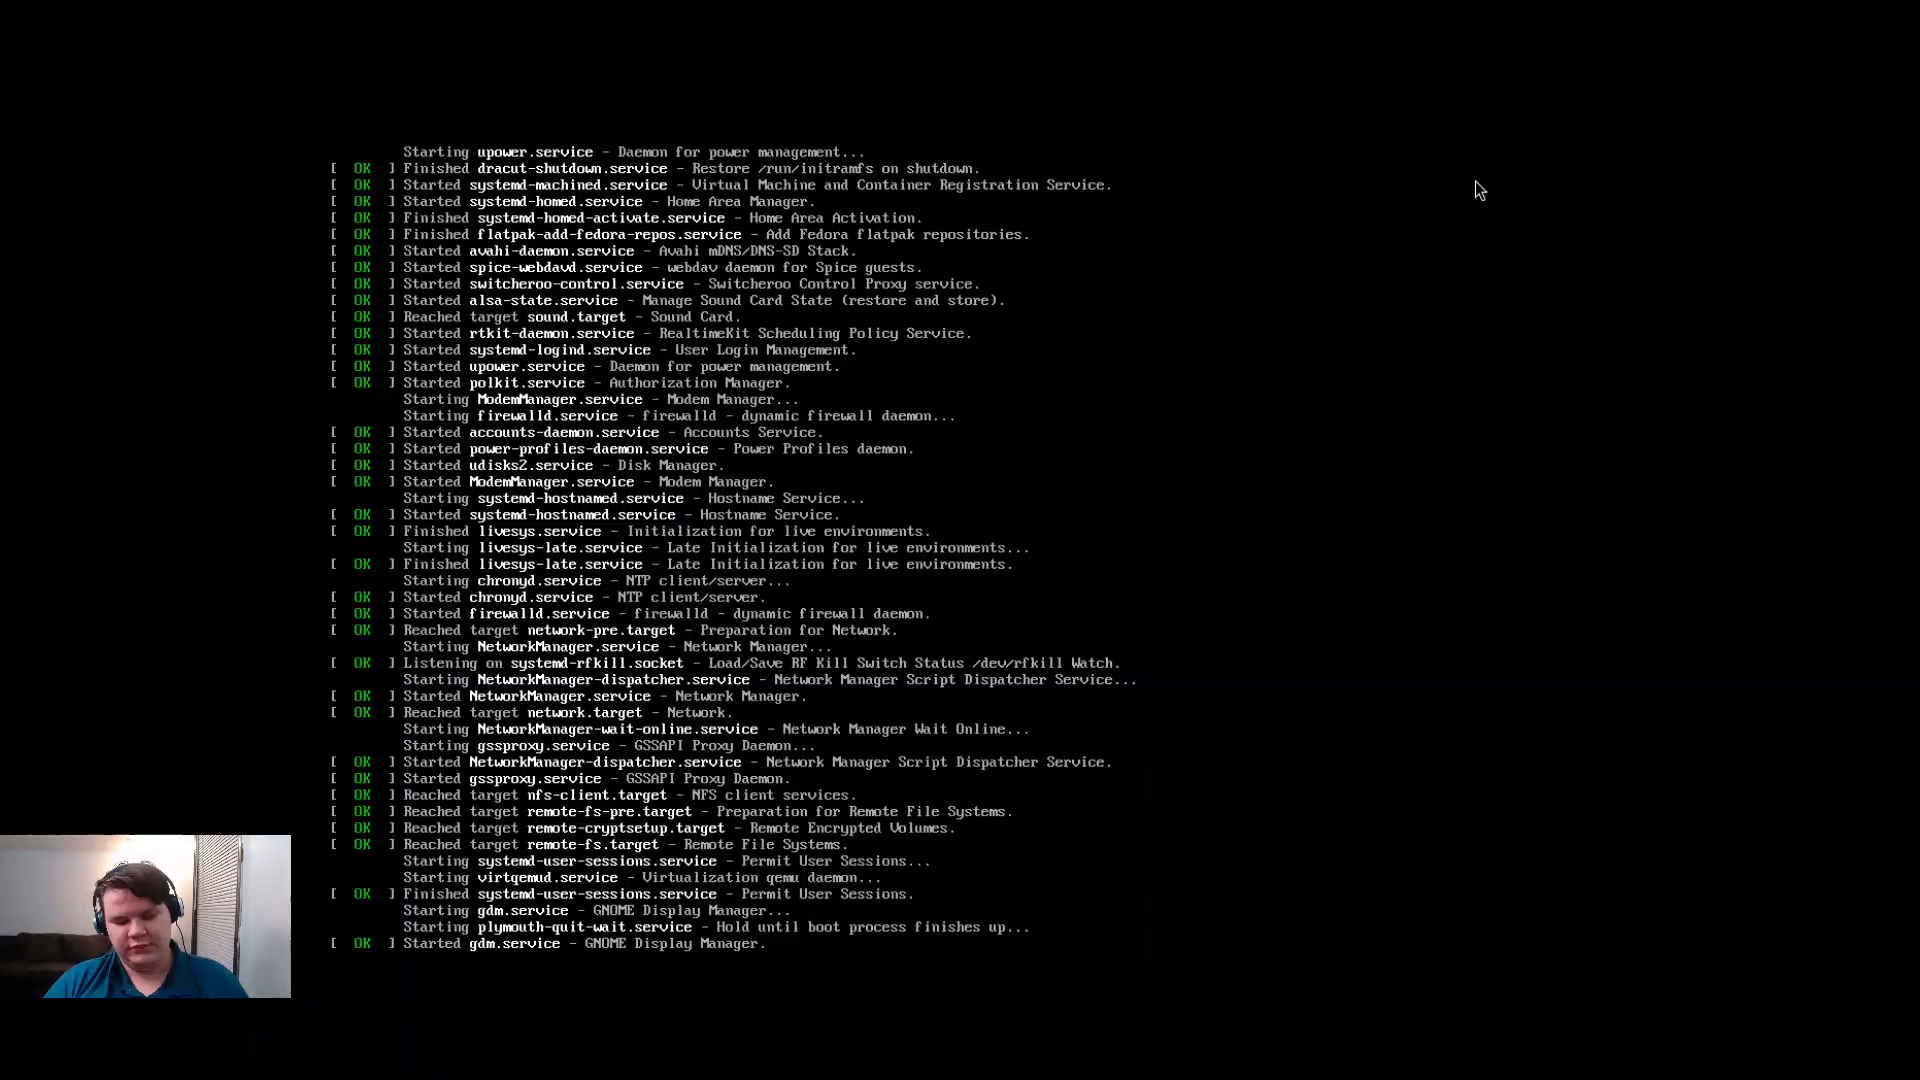 Starting upower.service - Daemon for power management...
[ OK ] Finished dracut-shutdown.service - Restore /run/initramfs on shutdown.
[ OK ] Started systemd-machined.service - Virtual Machine and Container Registration Service.
[ OK ] Started systemd-homed.service - Home Area Manager.
[ OK ] Finished systemd-homed-activate.service - Home Area Activation.
[ OK ] Finished flatpak-add-fedora-repos.service - Add Fedora flatpak repositories.
[ OK ] Started avahi-daemon.service - Avahi mDNS/DNS-SD Stack.
[ OK ] Started spice-webdavd.service - webdav daemon for Spice guests.
[ OK ] Started switcheroo-control.service - Switcheroo Control Proxy service.
[ OK ] Started alsa-state.service - Manage Sound Card State (restore and store).
[ OK ] Reached target sound.target - Sound Card.
[ OK ] Started rtkit-daemon.service - RealtimeKit Scheduling Policy Service.
[ OK ] Started systemd-logind.service - User Login Management.
[ OK ] Started upower.service - Daemon for power management.
[ OK ] Started polkit.service - Authorization Manager.
Starting ModemManager.service - Modem Manager...
Starting firewalld.service - firewalld - dynamic firewall daemon...
[ OK ] Started accounts-daemon.service - Accounts Service.
[ OK ] Started power-profiles-daemon.service - Power Profiles daemon.
[ OK ] Started udisks2.service - Disk Manager.
[ OK ] Started ModemManager.service - Modem Manager.
Starting systemd-hostnamed.service - Hostname Service...
[ OK ] Started systemd-hostnamed.service - Hostname Service.
[ OK ] Finished livesys.service - Initialization for live environments.
Starting livesys-late.service - Late Initialization for live environments...
[ OK ] Finished livesys-late.service - Late Initialization for live environments.
Starting chronyd.service - NTP client/server...
[ OK ] Started chronyd.service - NTP client/server.
[ OK ] Started firewalld.service - firewalld - dynamic firewall daemon.
[ OK ] Reached target network-pre.target - Preparation for Network.
Starting NetworkManager.service - Network Manager...
[ OK ] Listening on systemd-rfkill.socket - Load/Save RF Kill Switch Status /dev/rfkill Watch.
Starting NetworkManager-dispatcher.service - Network Manager Script Dispatcher Service...
[ OK ] Started NetworkManager.service - Network Manager.
[ OK ] Reached target network.target - Network.
Starting NetworkManager-wait-online.service - Network Manager Wait Online...
Starting gssproxy.service - GSSAPI Proxy Daemon...
[ OK ] Started NetworkManager-dispatcher.service - Network Manager Script Dispatcher Service.
[ OK ] Started gssproxy.service - GSSAPI Proxy Daemon.
[ OK ] Reached target nfs-client.target - NFS client services.
[ OK ] Reached target remote-fs-pre.target - Preparation for Remote File Systems.
[ OK ] Reached target remote-cryptsetup.target - Remote Encrypted Volumes.
[ OK ] Reached target remote-fs.target - Remote File Systems.
Starting systemd-user-sessions.service - Permit User Sessions...
Starting virtqemud.service - Virtualization qemu daemon...
[ OK ] Finished systemd-user-sessions.service - Permit User Sessions.
Starting gdm.service - GNOME Display Manager...
Starting plymouth-quit-wait.service - Hold until boot process finishes up...
[ OK ] Started gdm.service - GNOME Display Manager.